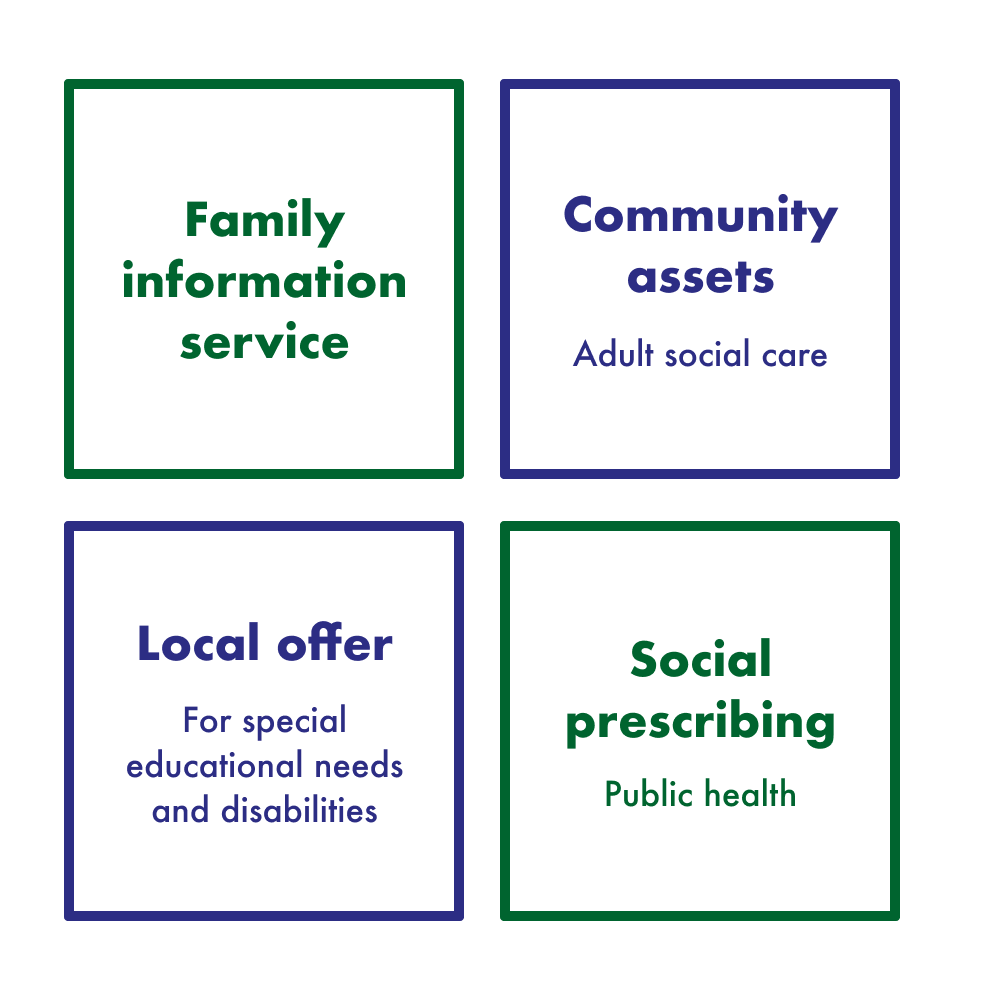 Family
information
service
Community
assets
Adult social care
Local offer
For special
educational needs
and disabilities
Social
prescribing
Public health